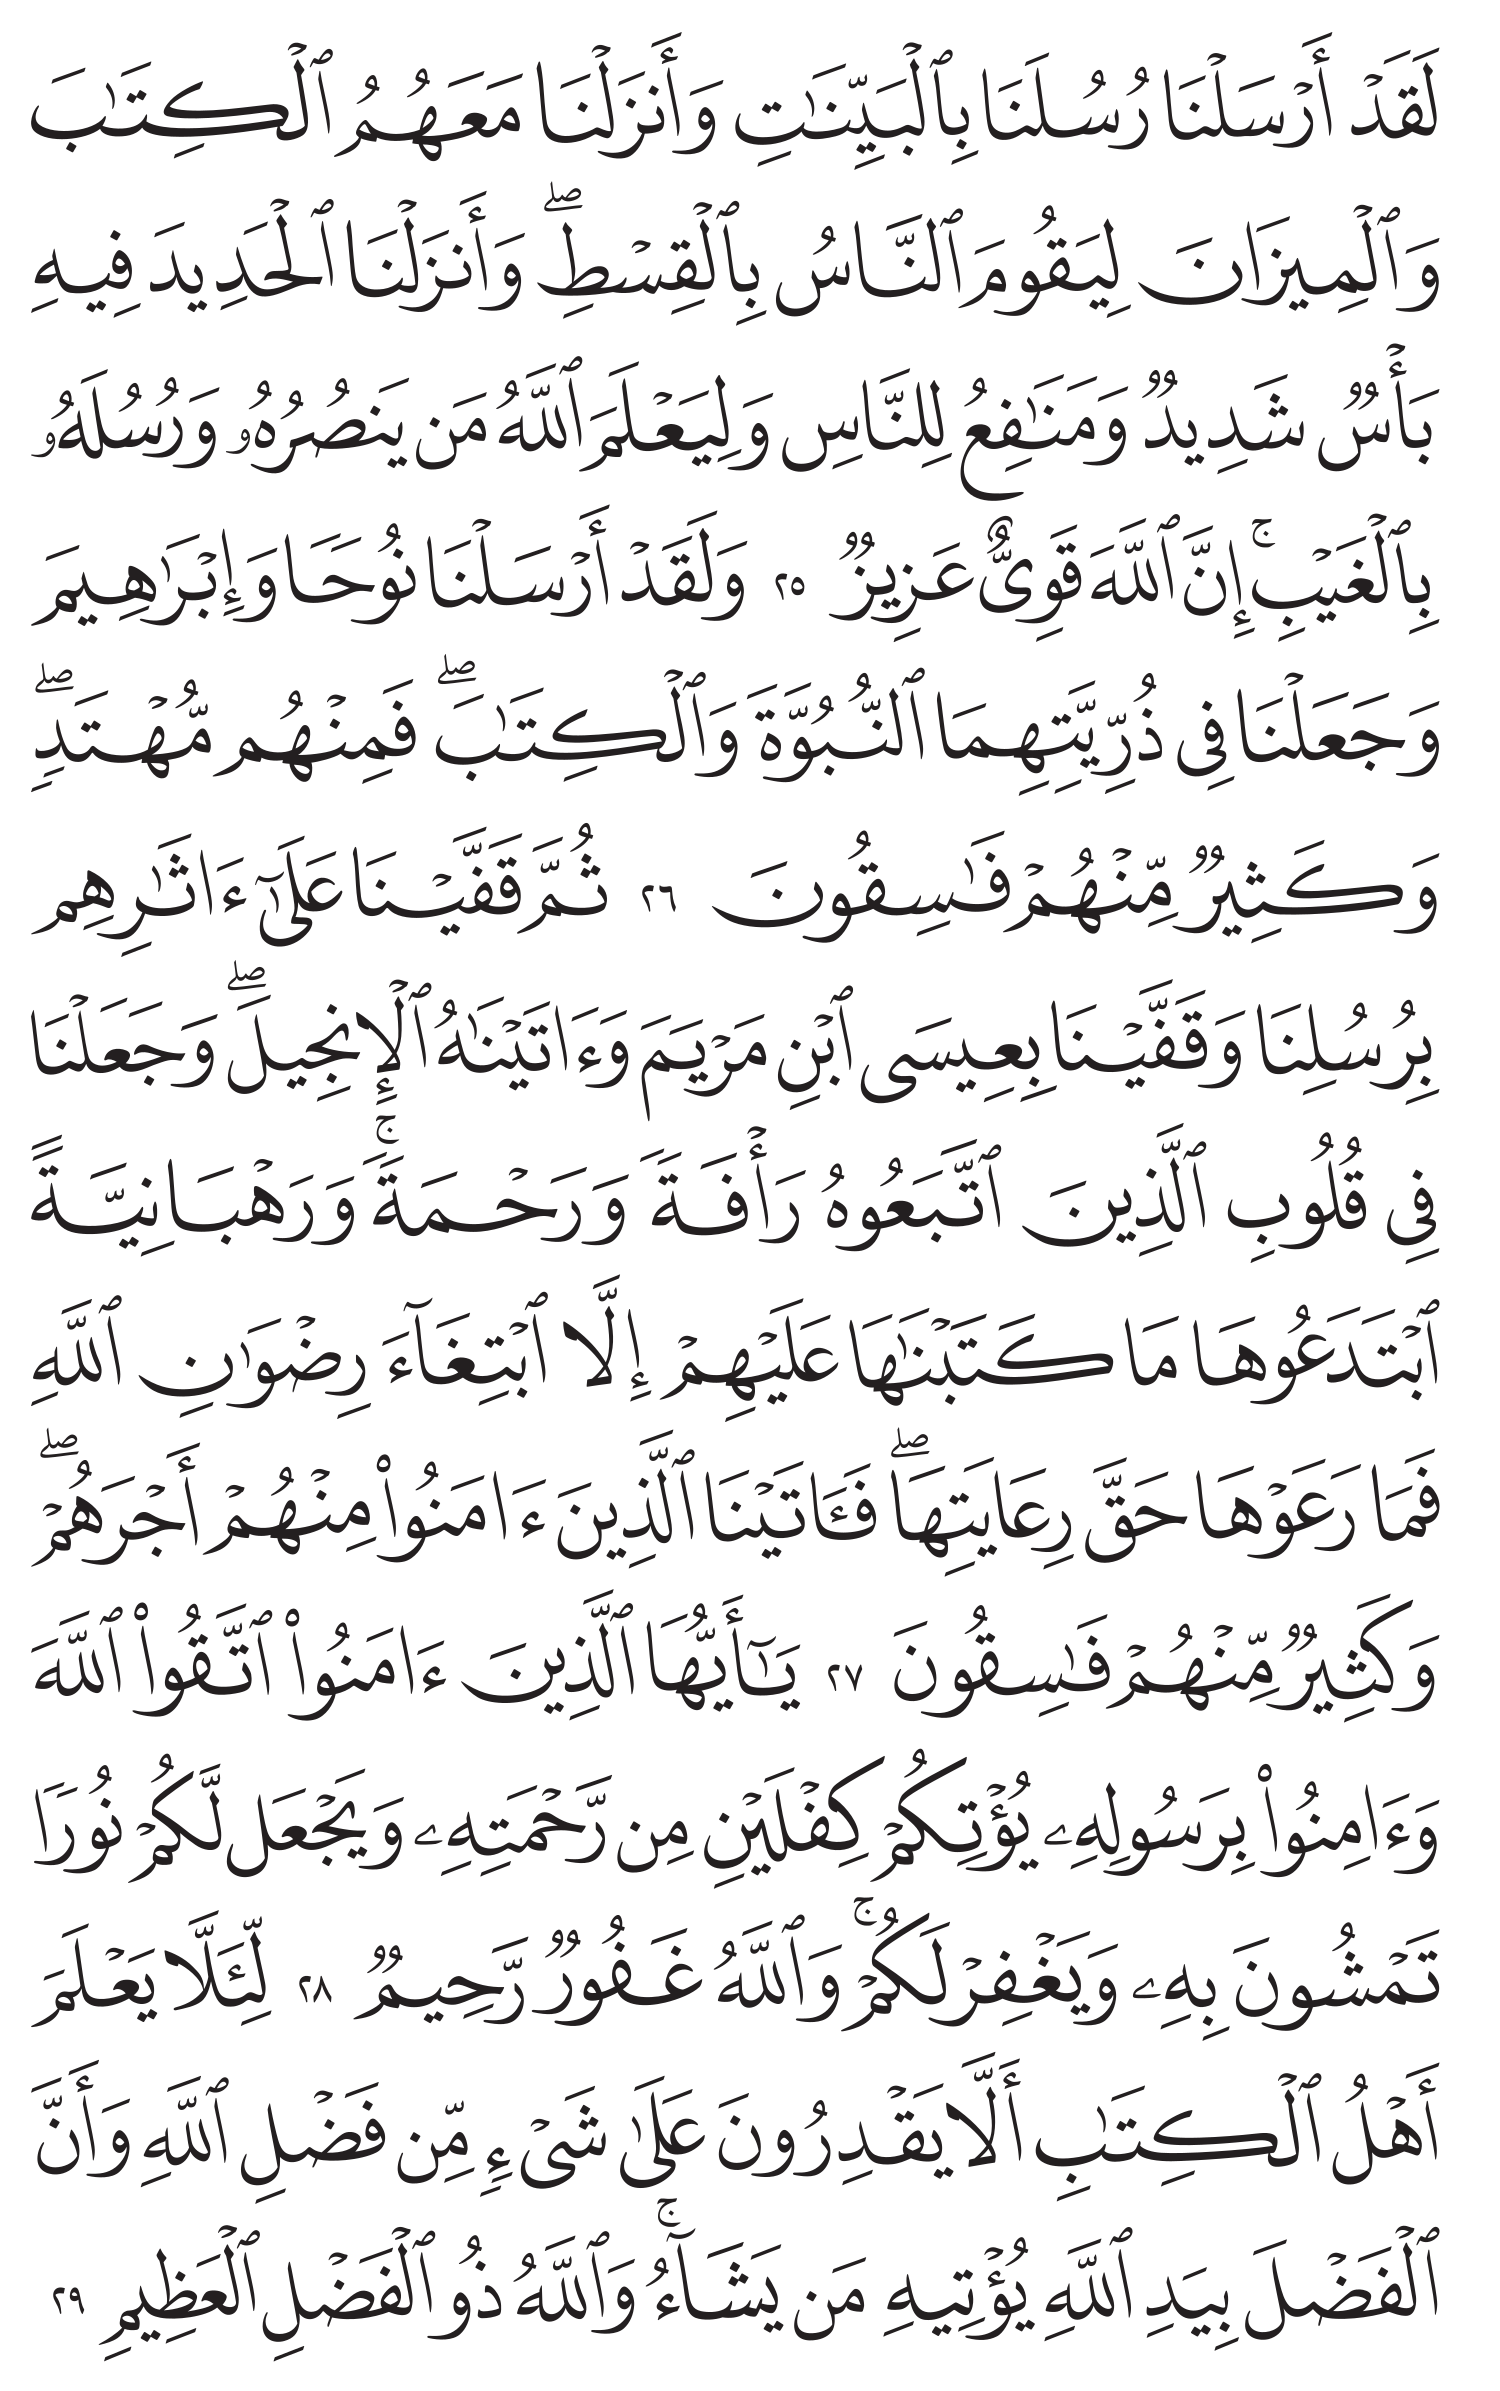 لَقَدْ أَرْسَلْنَا رُسُلَنَا بِٱلْبَيِّنَٰتِ وَأَنزَلْنَا مَعَهُمُ ٱلْكِتَٰبَ
وَٱلْمِيزَانَ لِيَقُومَ ٱلنَّاسُ بِٱلْقِسْطِۖ وَأَنزَلْنَا ٱلْحَدِيدَ فِيهِ
بَأْسٌ شَدِيدٌ وَمَنَٰفِعُ لِلنَّاسِ وَلِيَعْلَمَ ٱللَّهُ مَن يَنصُرُهُۥ وَرُسُلَهُۥ
بِٱلْغَيْبِۚ إِنَّ ٱللَّهَ قَوِىٌّ عَزِيزٌ ٢٥ وَلَقَدْ أَرْسَلْنَا نُوحًا وَإِبْرَٰهِيمَ
وَجَعَلْنَا فِى ذُرِّيَّتِهِمَا ٱلنُّبُوَّةَ وَٱلْكِتَٰبَۖ فَمِنْهُم مُّهْتَدٍۖ
وَكَثِيرٌ مِّنْهُمْ فَٰسِقُونَ ٢٦ ثُمَّ قَفَّيْنَا عَلَىٰٓ ءَاثَٰرِهِم
بِرُسُلِنَا وَقَفَّيْنَا بِعِيسَى ٱبْنِ مَرْيَمَ وَءَاتَيْنَٰهُ ٱلْإِنجِيلَۖ وَجَعَلْنَا
فِى قُلُوبِ ٱلَّذِينَ ٱتَّبَعُوهُ رَأْفَةً وَرَحْمَةًۚ وَرَهْبَانِيَّةً
ٱبْتَدَعُوهَا مَا كَتَبْنَٰهَا عَلَيْهِمْ إِلَّا ٱبْتِغَآءَ رِضْوَٰنِ ٱللَّهِ
فَمَا رَعَوْهَا حَقَّ رِعَايَتِهَاۖ فَـَٔاتَيْنَا ٱلَّذِينَ ءَامَنُوا۟ مِنْهُمْ أَجْرَهُمْۖ
وَكَثِيرٌ مِّنْهُمْ فَٰسِقُونَ ٢٧ يَٰٓأَيُّهَا ٱلَّذِينَ ءَامَنُوا۟ ٱتَّقُوا۟ ٱللَّهَ
وَءَامِنُوا۟ بِرَسُولِهِۦ يُؤْتِكُمْ كِفْلَيْنِ مِن رَّحْمَتِهِۦ وَيَجْعَل لَّكُمْ نُورًا
تَمْشُونَ بِهِۦ وَيَغْفِرْ لَكُمْۚ وَٱللَّهُ غَفُورٌ رَّحِيمٌ ٢٨ لِّئَلَّا يَعْلَمَ
أَهْلُ ٱلْكِتَٰبِ أَلَّا يَقْدِرُونَ عَلَىٰ شَىْءٍ مِّن فَضْلِ ٱللَّهِ وَأَنَّ
ٱلْفَضْلَ بِيَدِ ٱللَّهِ يُؤْتِيهِ مَن يَشَآءُۚ وَٱللَّهُ ذُو ٱلْفَضْلِ ٱلْعَظِيمِ ٢٩